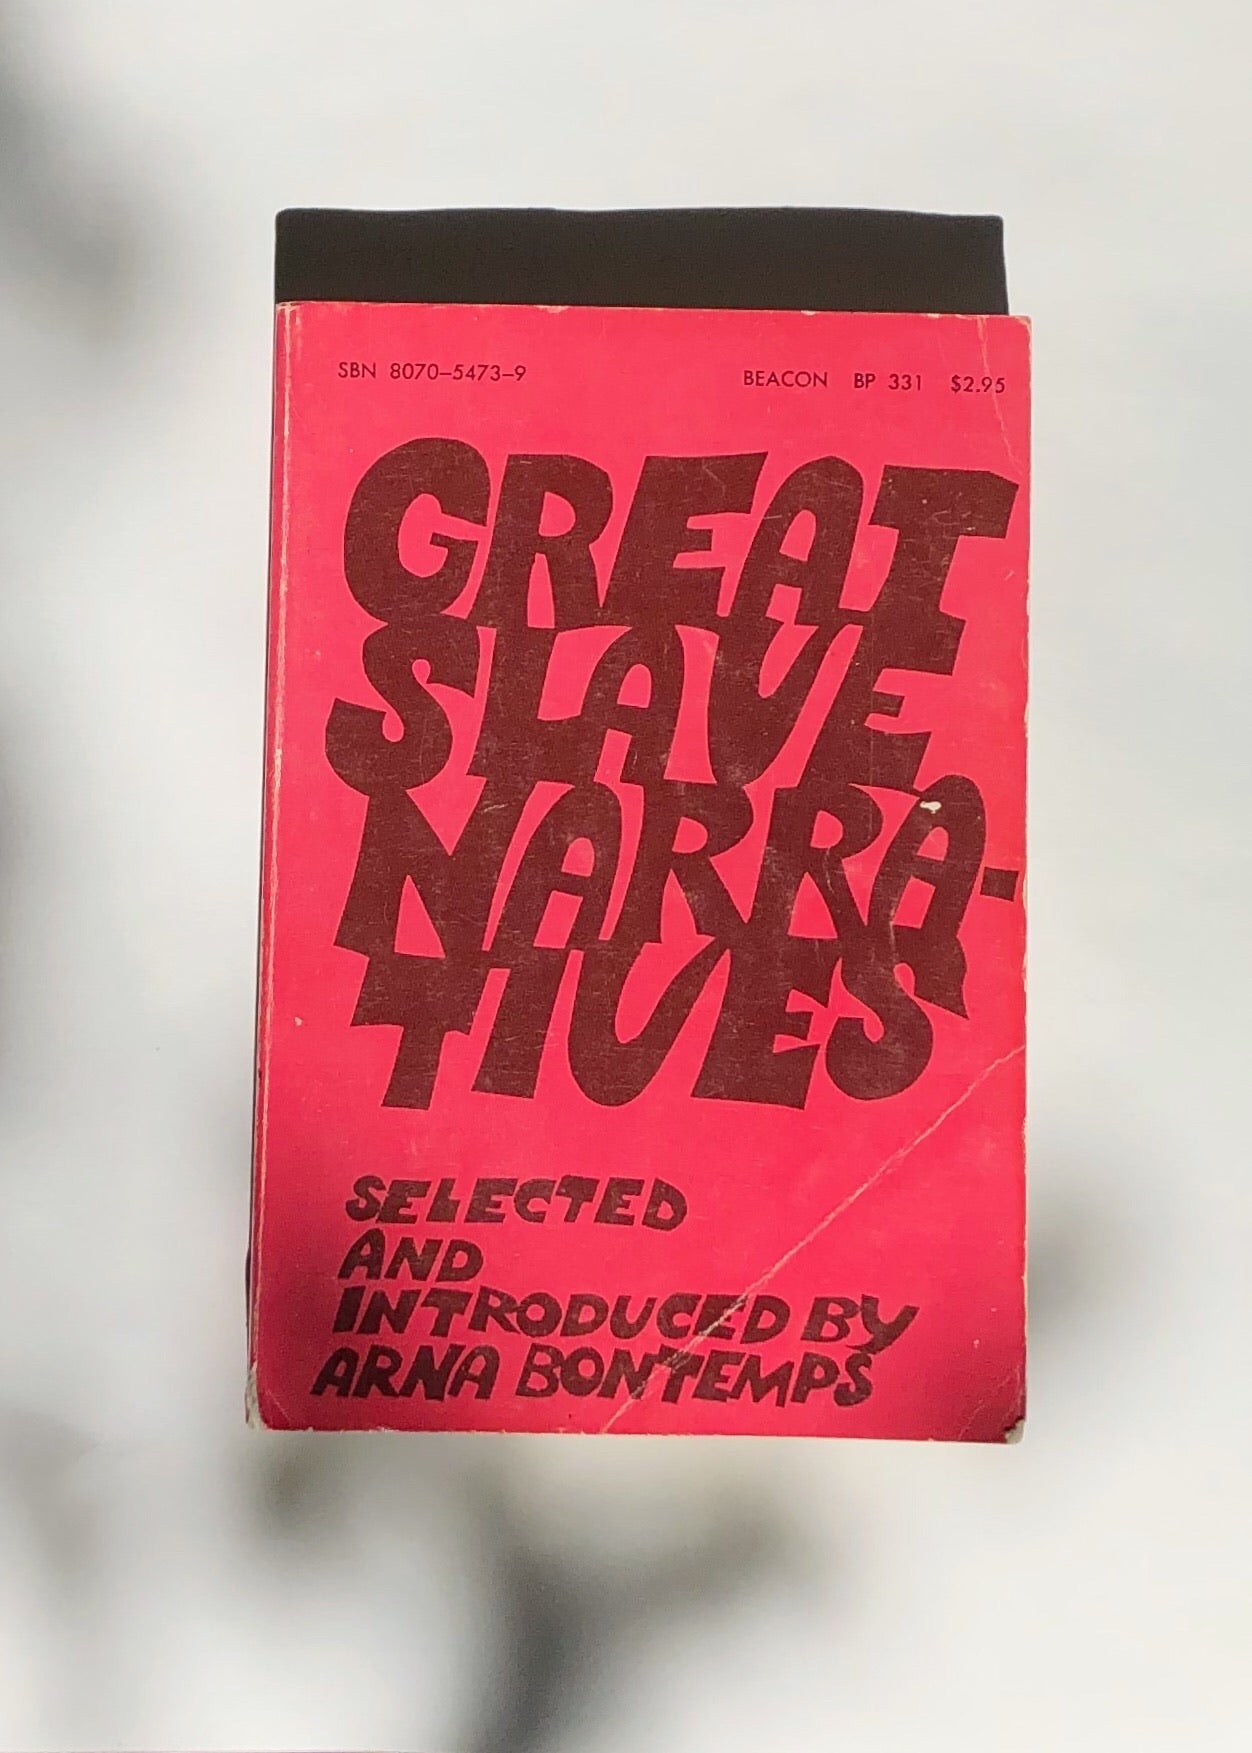 SBN 8070–5473–9
BEACON BP 331 $2.95
GREAT
SLAVE
NARRA-
TIVES
SELECTED
AND
INTRODUCED BY
ARNA BONTEMPS